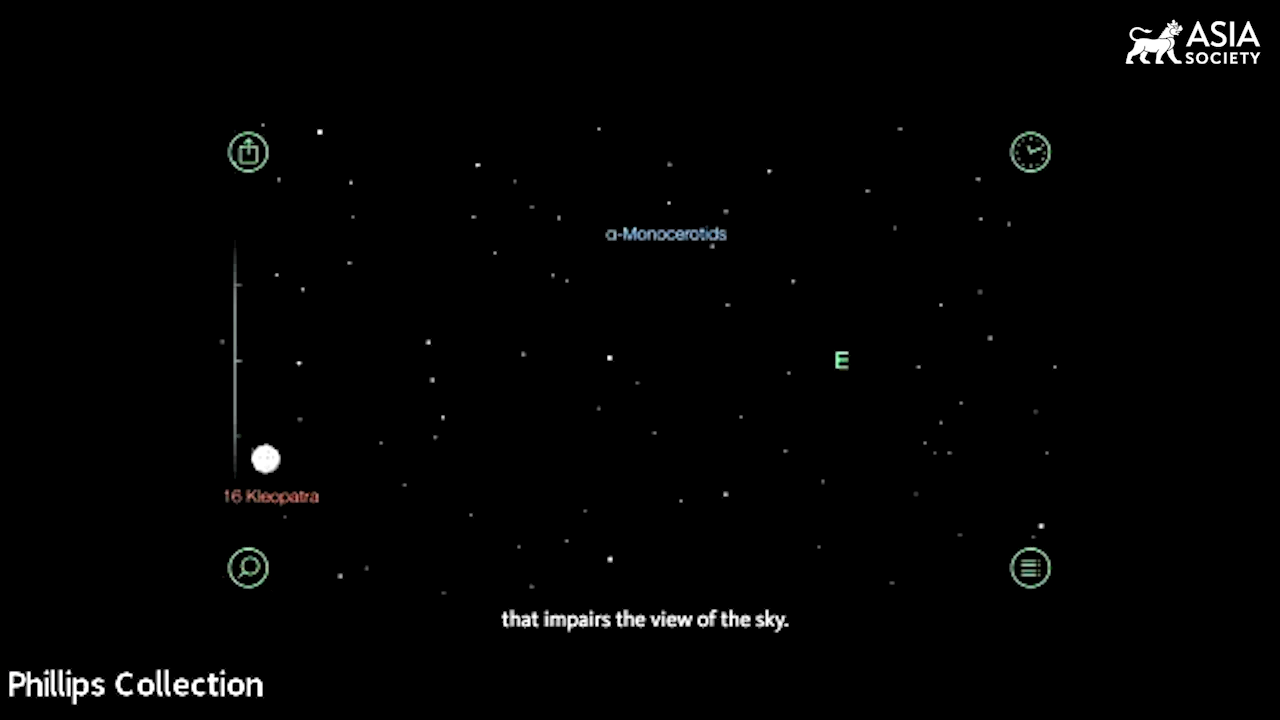 ASIA
SOCIETY
α-Monocerotids
E
16 Kleopatra
that impairs the view of the sky.
Phillips Collection